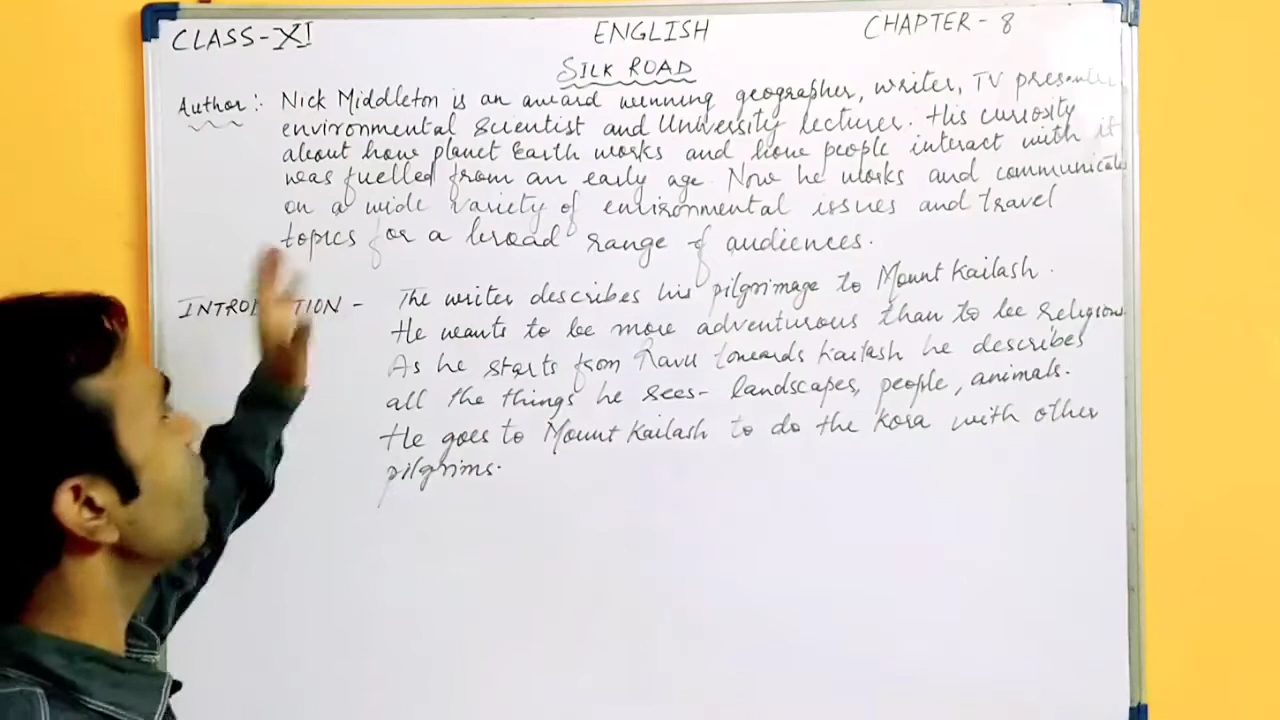 CLASS-XI ENGLISH CHAPTER-8
SILK ROAD
Author:- Nick Middleton is an award winning geographer, writer, TV presenter
environmental Scientist and University lecturer. His curiosity
about how planet Earth works and how people interact with it
was fuelled from an early age. Now he works and communicates
on a wide variety of environmental issues and travel
topics for a broad range of audiences.
INTRODUCTION - The writer describes his pilgrimage to Mount Kailash.
He wants to be more adventurous than to be religious.
As he starts from Ravu towards Kailash he describes
all the things he sees- landscapes, people, animals.
He goes to Mount Kailash to do the kora with other
pilgrims.